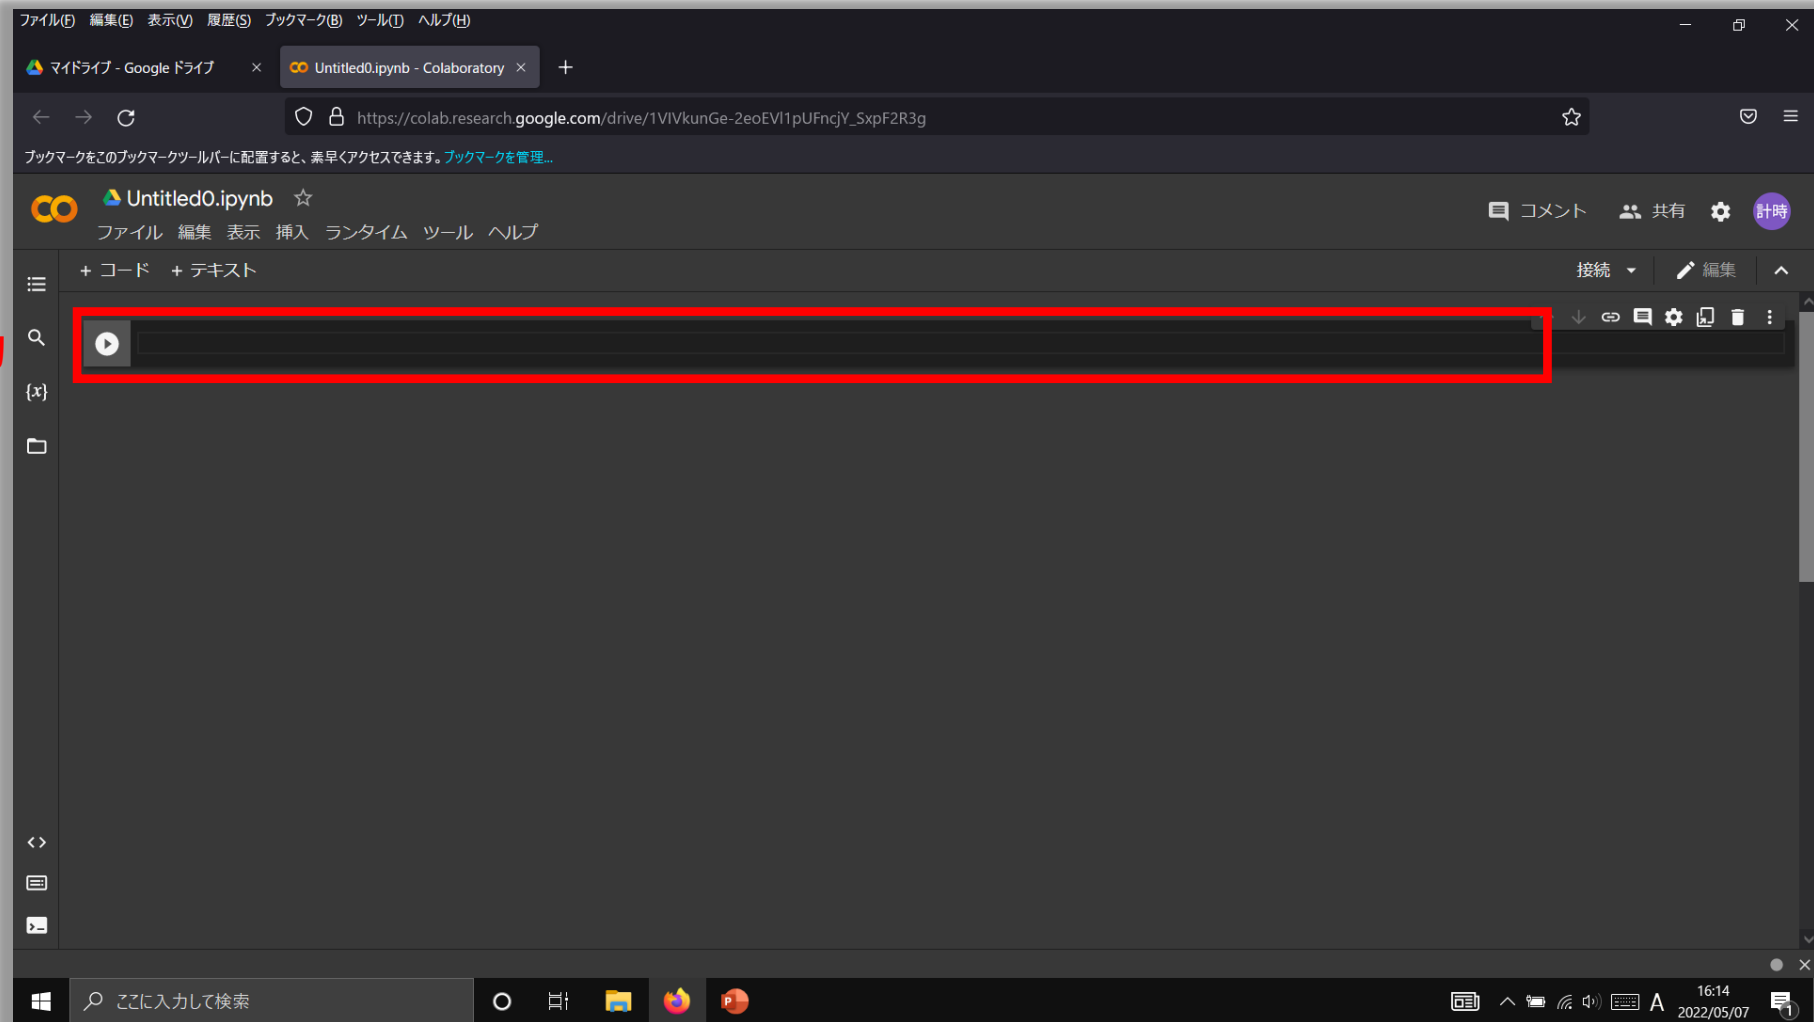 ファイル(F) 編集(E) 表示(V) 履歴(S) ブックマーク(B) ツール(T) ヘルプ(H)
マイドライブ - Google ドライブ
Untitled0.ipynb - Colaboratory
https://colab.research.google.com/drive/1VIVkunGe-2eoEVl1pUFncjY_SxpF2R3g
ブックマークをこのブックマークツールバーに配置すると、素早くアクセスできます。ブックマークを管理...
Untitled0.ipynb
コメント 共有 計時
ファイル 編集 表示 挿入 ランタイム ツール ヘルプ
+ コード + テキスト
接続 編集
{x}
ここに入力して検索
A
16:14
2022/05/07
1